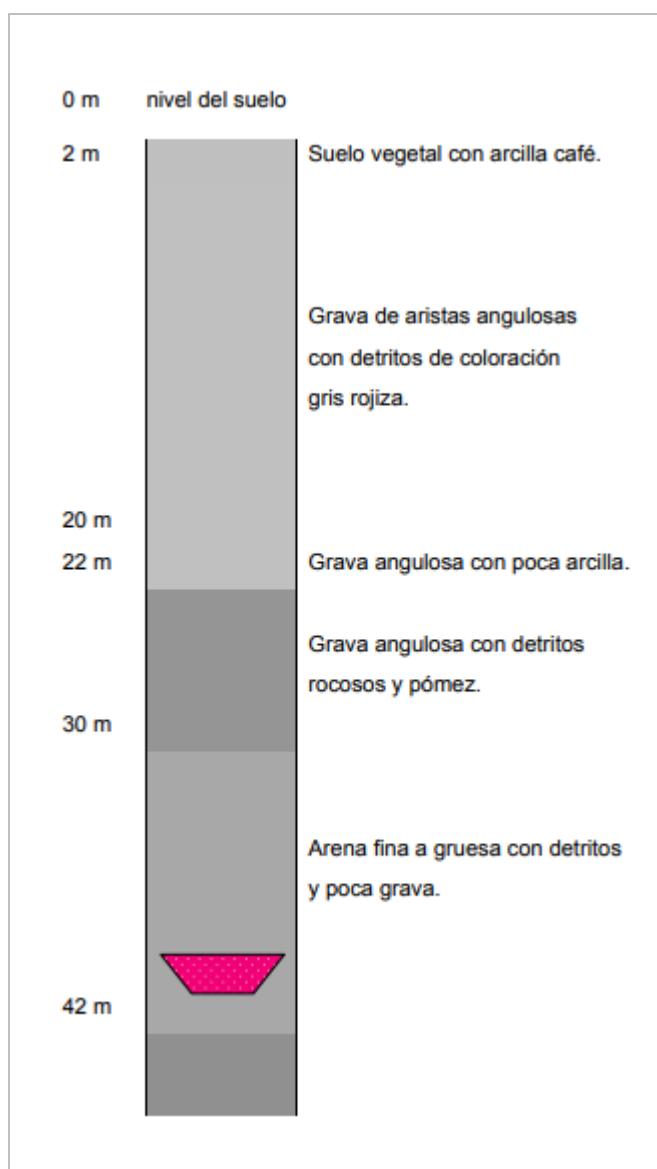 0 m nivel del suelo
2 m Suelo vegetal con arcilla café.
Grava de aristas angulosas
con detritos de coloración
gris rojiza.
20 m
22 m Grava angulosa con poca arcilla.
Grava angulosa con detritos
rocosos y pómez.
30 m
Arena fina a gruesa con detritos
y poca grava.
42 m